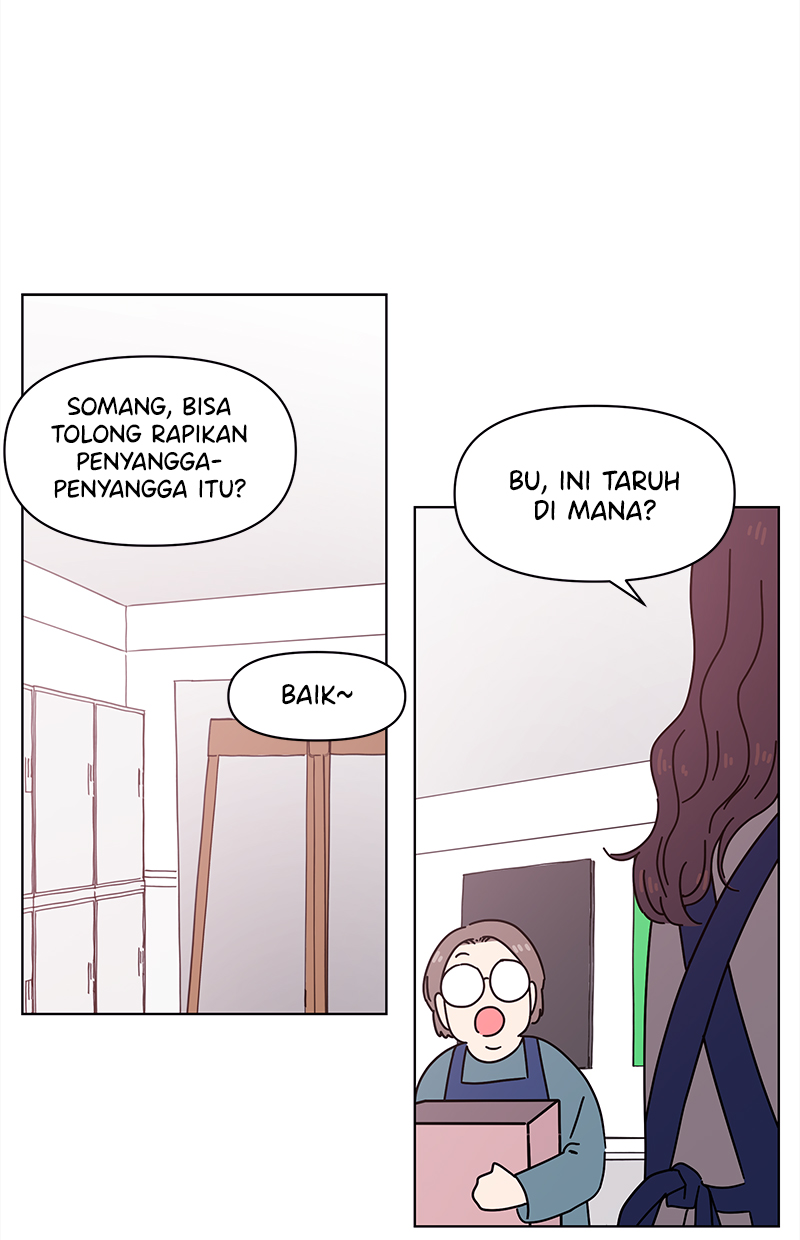 SOMANG, BISA
TOLONG RAPIKAN
PENYANGGA-
PENYANGGA ITU?
BAIK~
BU, INI TARUH
DI MANA?